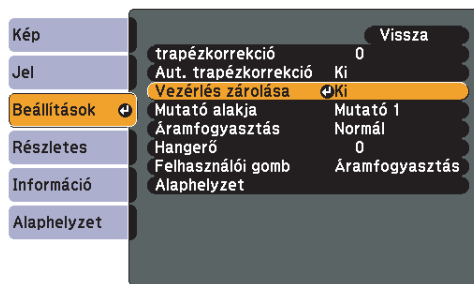 Kép
Jel
Beállítások
Részletes
Információ
Alaphelyzet
Vissza
trapézkorrekció 0
Aut. trapézkorrekció Ki
Vezérlés zárolása Ki
Mutató alakja Mutató 1
Áramfogyasztás Normál
Hangerő 0
Felhasználói gomb Áramfogyasztás
Alaphelyzet